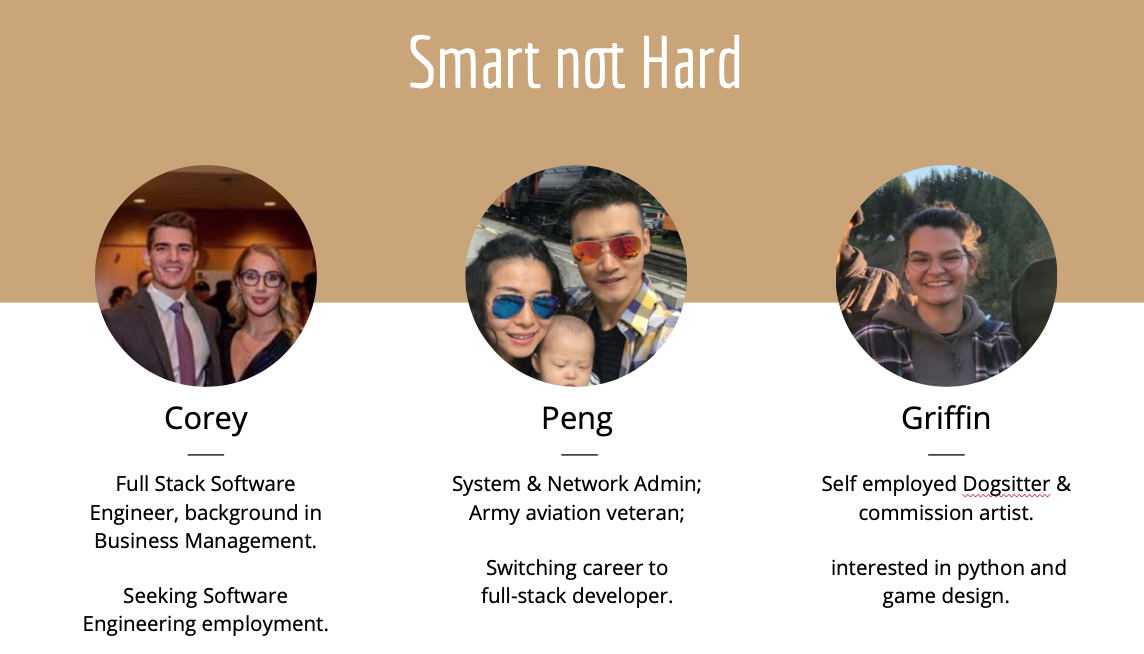 Smart not Hard
Corey
Full Stack Software
Engineer, background in
Business Management.
Seeking Software
Engineering employment.
Peng
System & Network Admin;
Army aviation veteran;
Switching career to
full-stack developer.
Griffin
Self employed Dogsitter &
commission artist.
interested in python and
game design.